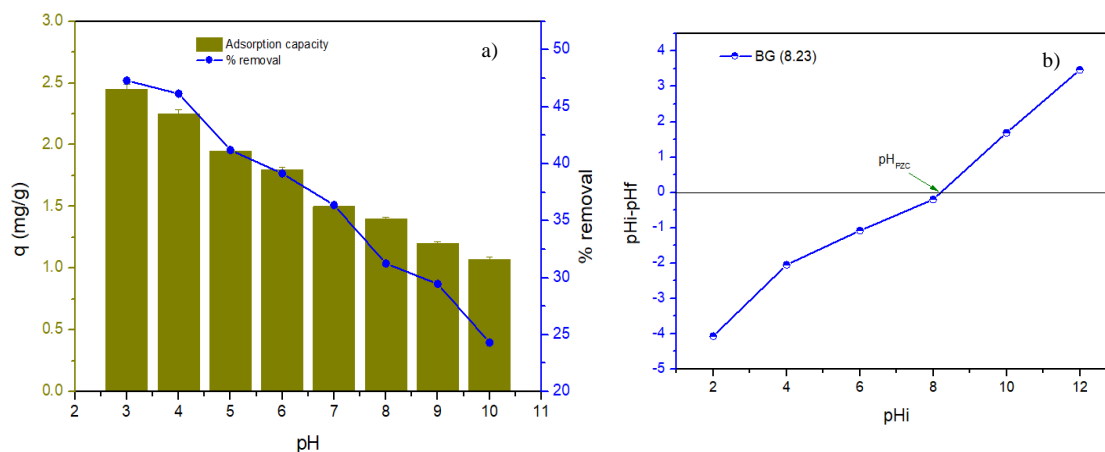 a)
Adsorption capacity
% removal
3.0
2.5
2.0
1.5
1.0
0.5
0.0
q (mg/g)
50
45
40
35
30
25
20
% removal
2 3 4 5 6 7 8 9 10 11
pH
b)
BG (8.23)
pH_PZC
4
3
2
1
0
-1
-2
-3
-4
-5
pHi-pHf
2 4 6 8 10 12
pHi